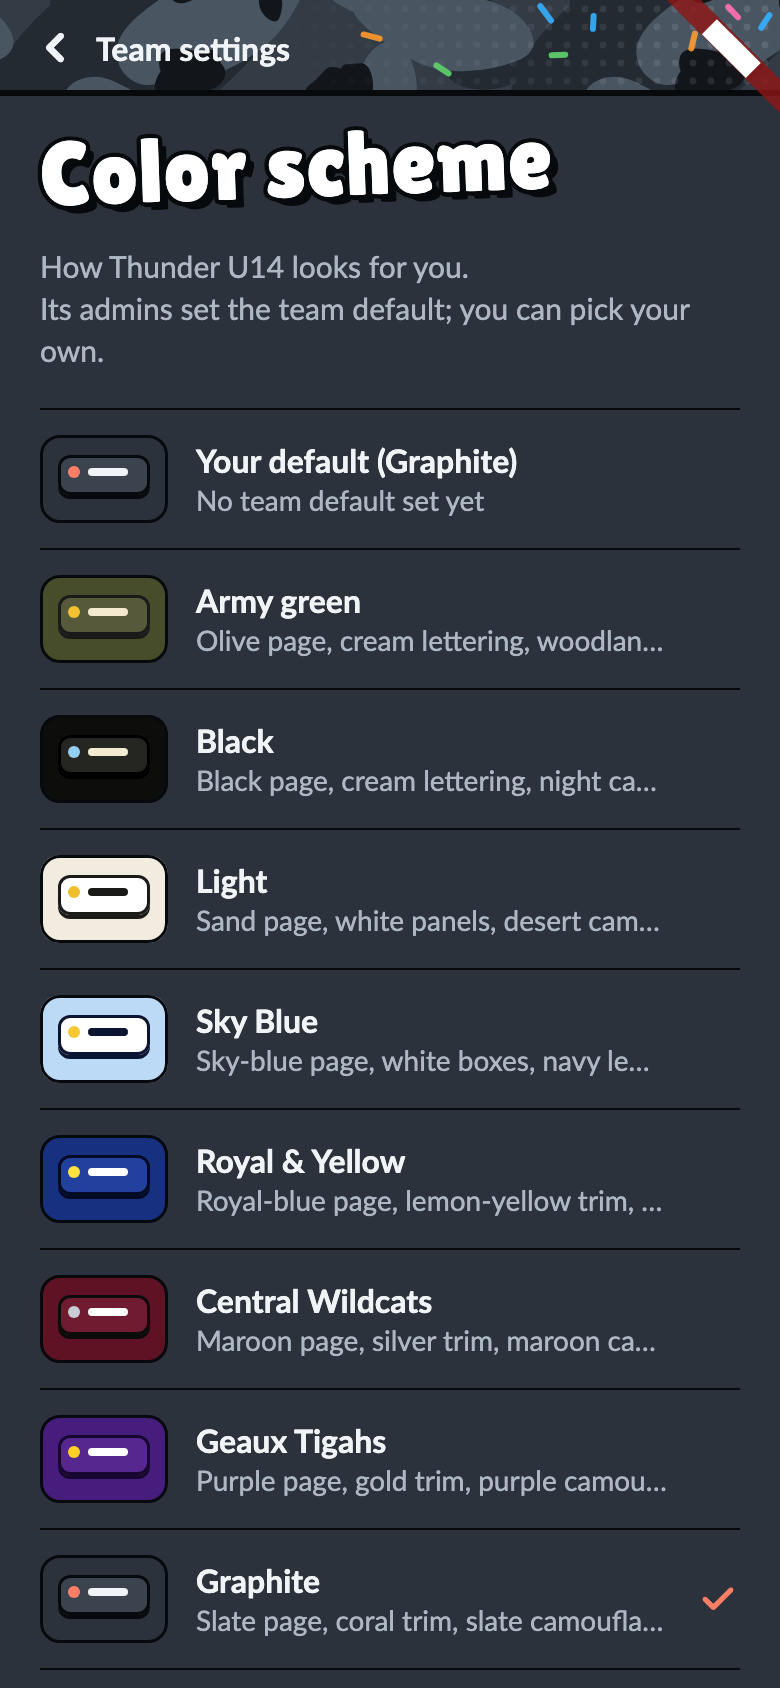 Team settings
Color scheme
How Thunder U14 looks for you.
Its admins set the team default; you can pick your
own.
Your default (Graphite)
No team default set yet
Army green
Olive page, cream lettering, woodlan...
Black
Black page, cream lettering, night ca...
Light
Sand page, white panels, desert cam...
Sky Blue
Sky-blue page, white boxes, navy le...
Royal & Yellow
Royal-blue page, lemon-yellow trim, ...
Central Wildcats
Maroon page, silver trim, maroon ca...
Geaux Tigahs
Purple page, gold trim, purple camou...
Graphite
Slate page, coral trim, slate camoufla...